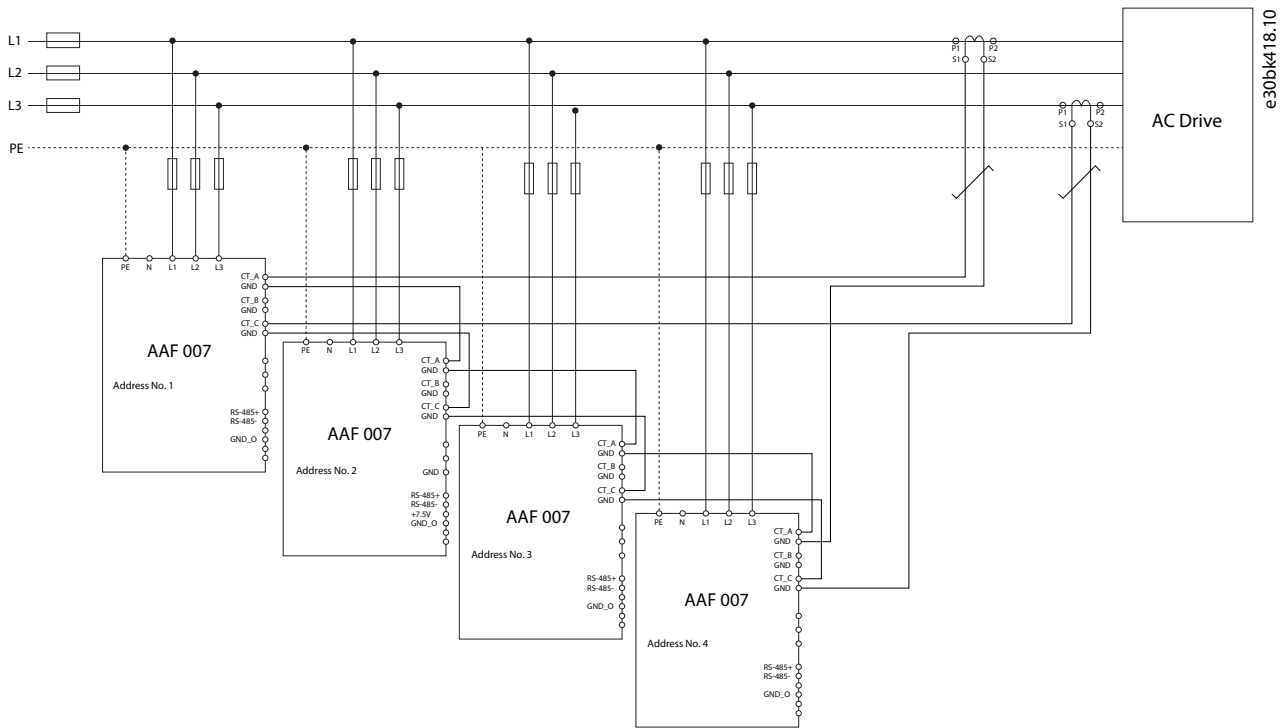 e30bk418.10
L1
P1 P2
S1 S2
L2
L3
P1 P2
S1 S2
AC Drive
PE
PE N L1 L2 L3
CT_A
GND
CT_B
GND
CT_C
GND
AAF 007
Address No. 1
RS-485+
RS-485-
GND_O
PE N L1 L2 L3
CT_A
GND
CT_B
GND
CT_C
GND
AAF 007
Address No. 2
GND
RS-485+
RS-485-
+7.5V
GND_O
PE N L1 L2 L3
CT_A
GND
CT_B
GND
CT_C
GND
AAF 007
Address No. 3
RS-485+
RS-485-
GND_O
PE N L1 L2 L3
CT_A
GND
CT_B
GND
CT_C
GND
AAF 007
Address No. 4
RS-485+
RS-485-
GND_O